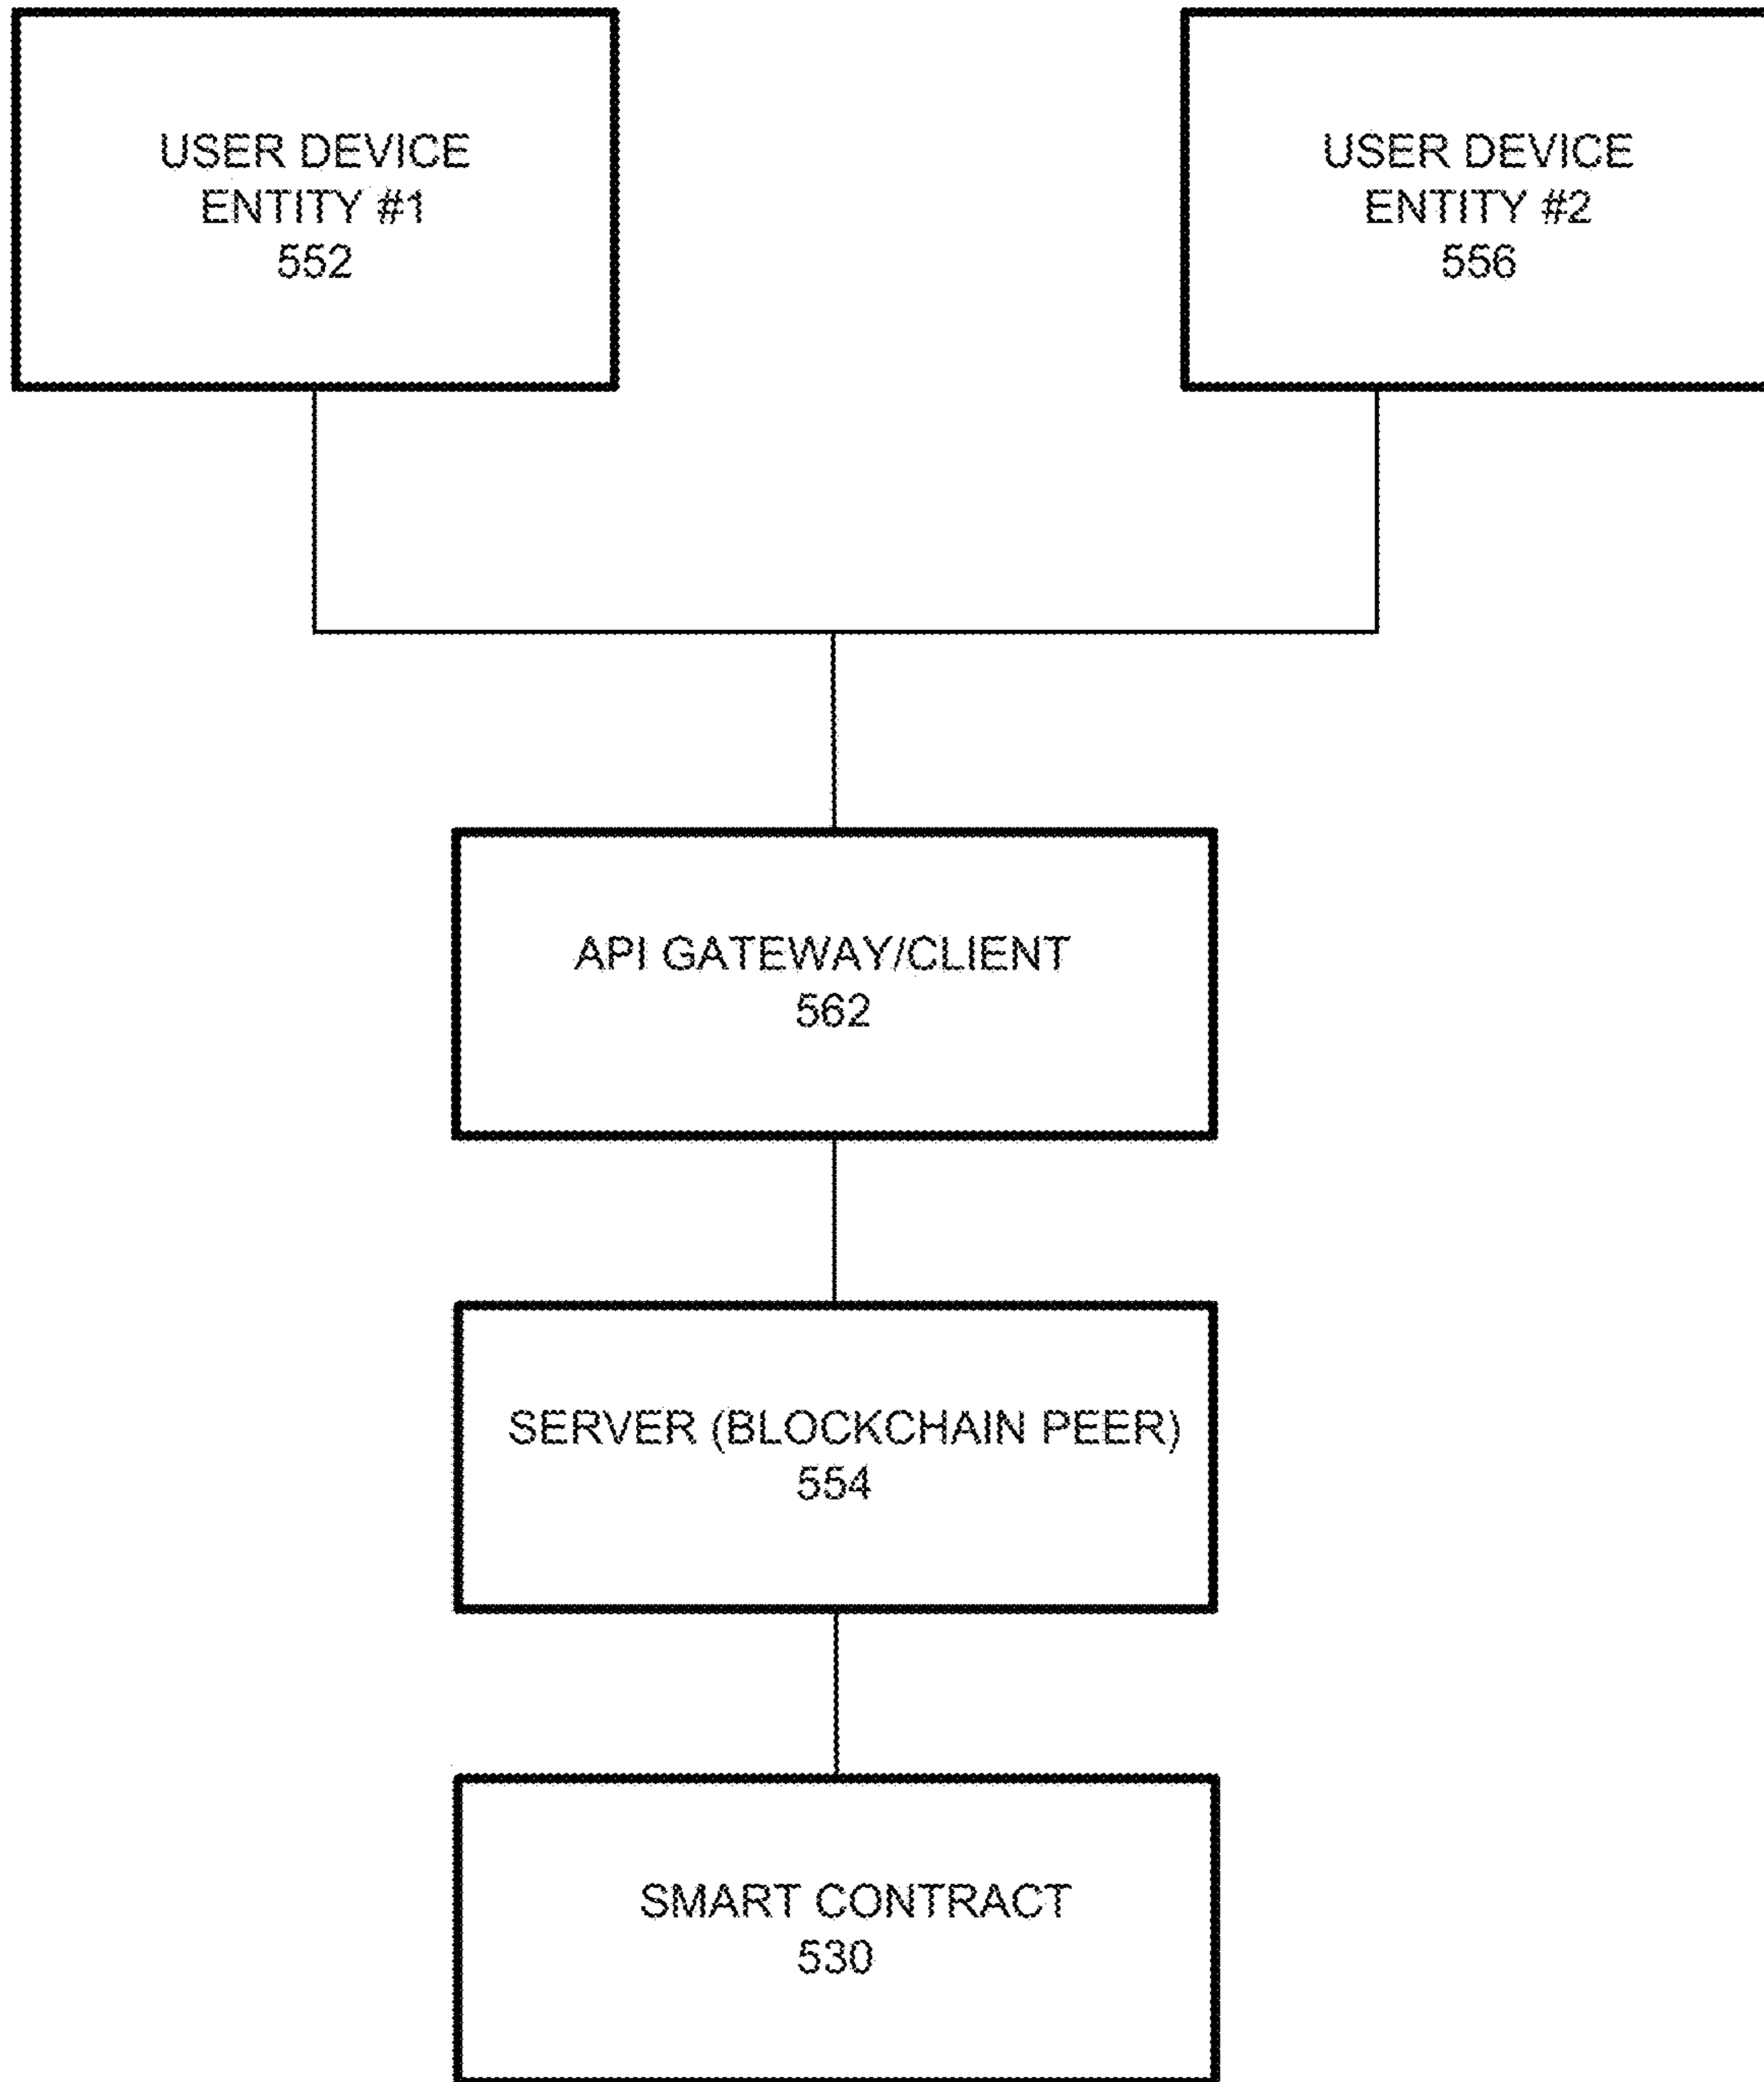 USER DEVICE
ENTITY #1
552
USER DEVICE
ENTITY #2
556
API GATEWAY/CLIENT
562
SERVER (BLOCKCHAIN PEER)
554
SMART CONTRACT
530